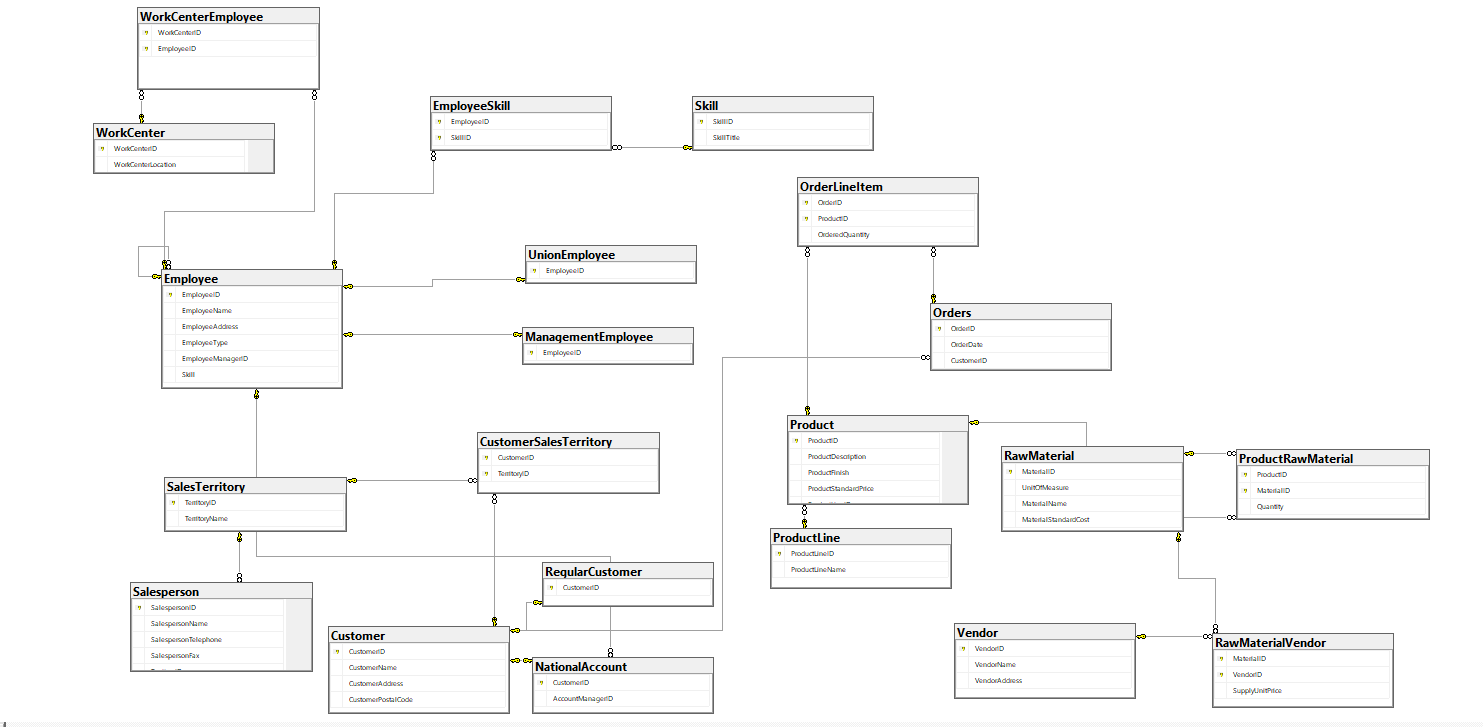 WorkCenterEmployee
WorkCenterID
EmployeeID
WorkCenter
WorkCenterID
WorkCenterLocation
EmployeeSkill
EmployeeID
SkillID
Skill
SkillID
SkillTitle
OrderLineItem
OrderID
ProductID
OrderedQuantity
Employee
EmployeeID
EmployeeName
EmployeeAddress
EmployeeType
EmployeeManagerID
Skill
UnionEmployee
EmployeeID
ManagementEmployee
EmployeeID
Orders
OrderID
OrderDate
CustomerID
CustomerSalesTerritory
CustomerID
TerritoryID
Product
ProductID
ProductDescription
ProductFinish
ProductStandardPrice
RawMaterial
MaterialID
UnitOfMeasure
MaterialName
MaterialStandardCost
ProductRawMaterial
ProductID
MaterialID
Quantity
SalesTerritory
TerritoryID
TerritoryName
ProductLine
ProductLineID
ProductLineName
Salesperson
SalespersonID
SalespersonName
SalespersonTelephone
SalespersonFax
RegularCustomer
CustomerID
Customer
CustomerID
CustomerName
CustomerAddress
CustomerPostalCode
NationalAccount
CustomerID
AccountManagerID
Vendor
VendorID
VendorName
VendorAddress
RawMaterialVendor
MaterialID
VendorID
SupplyUnitPrice